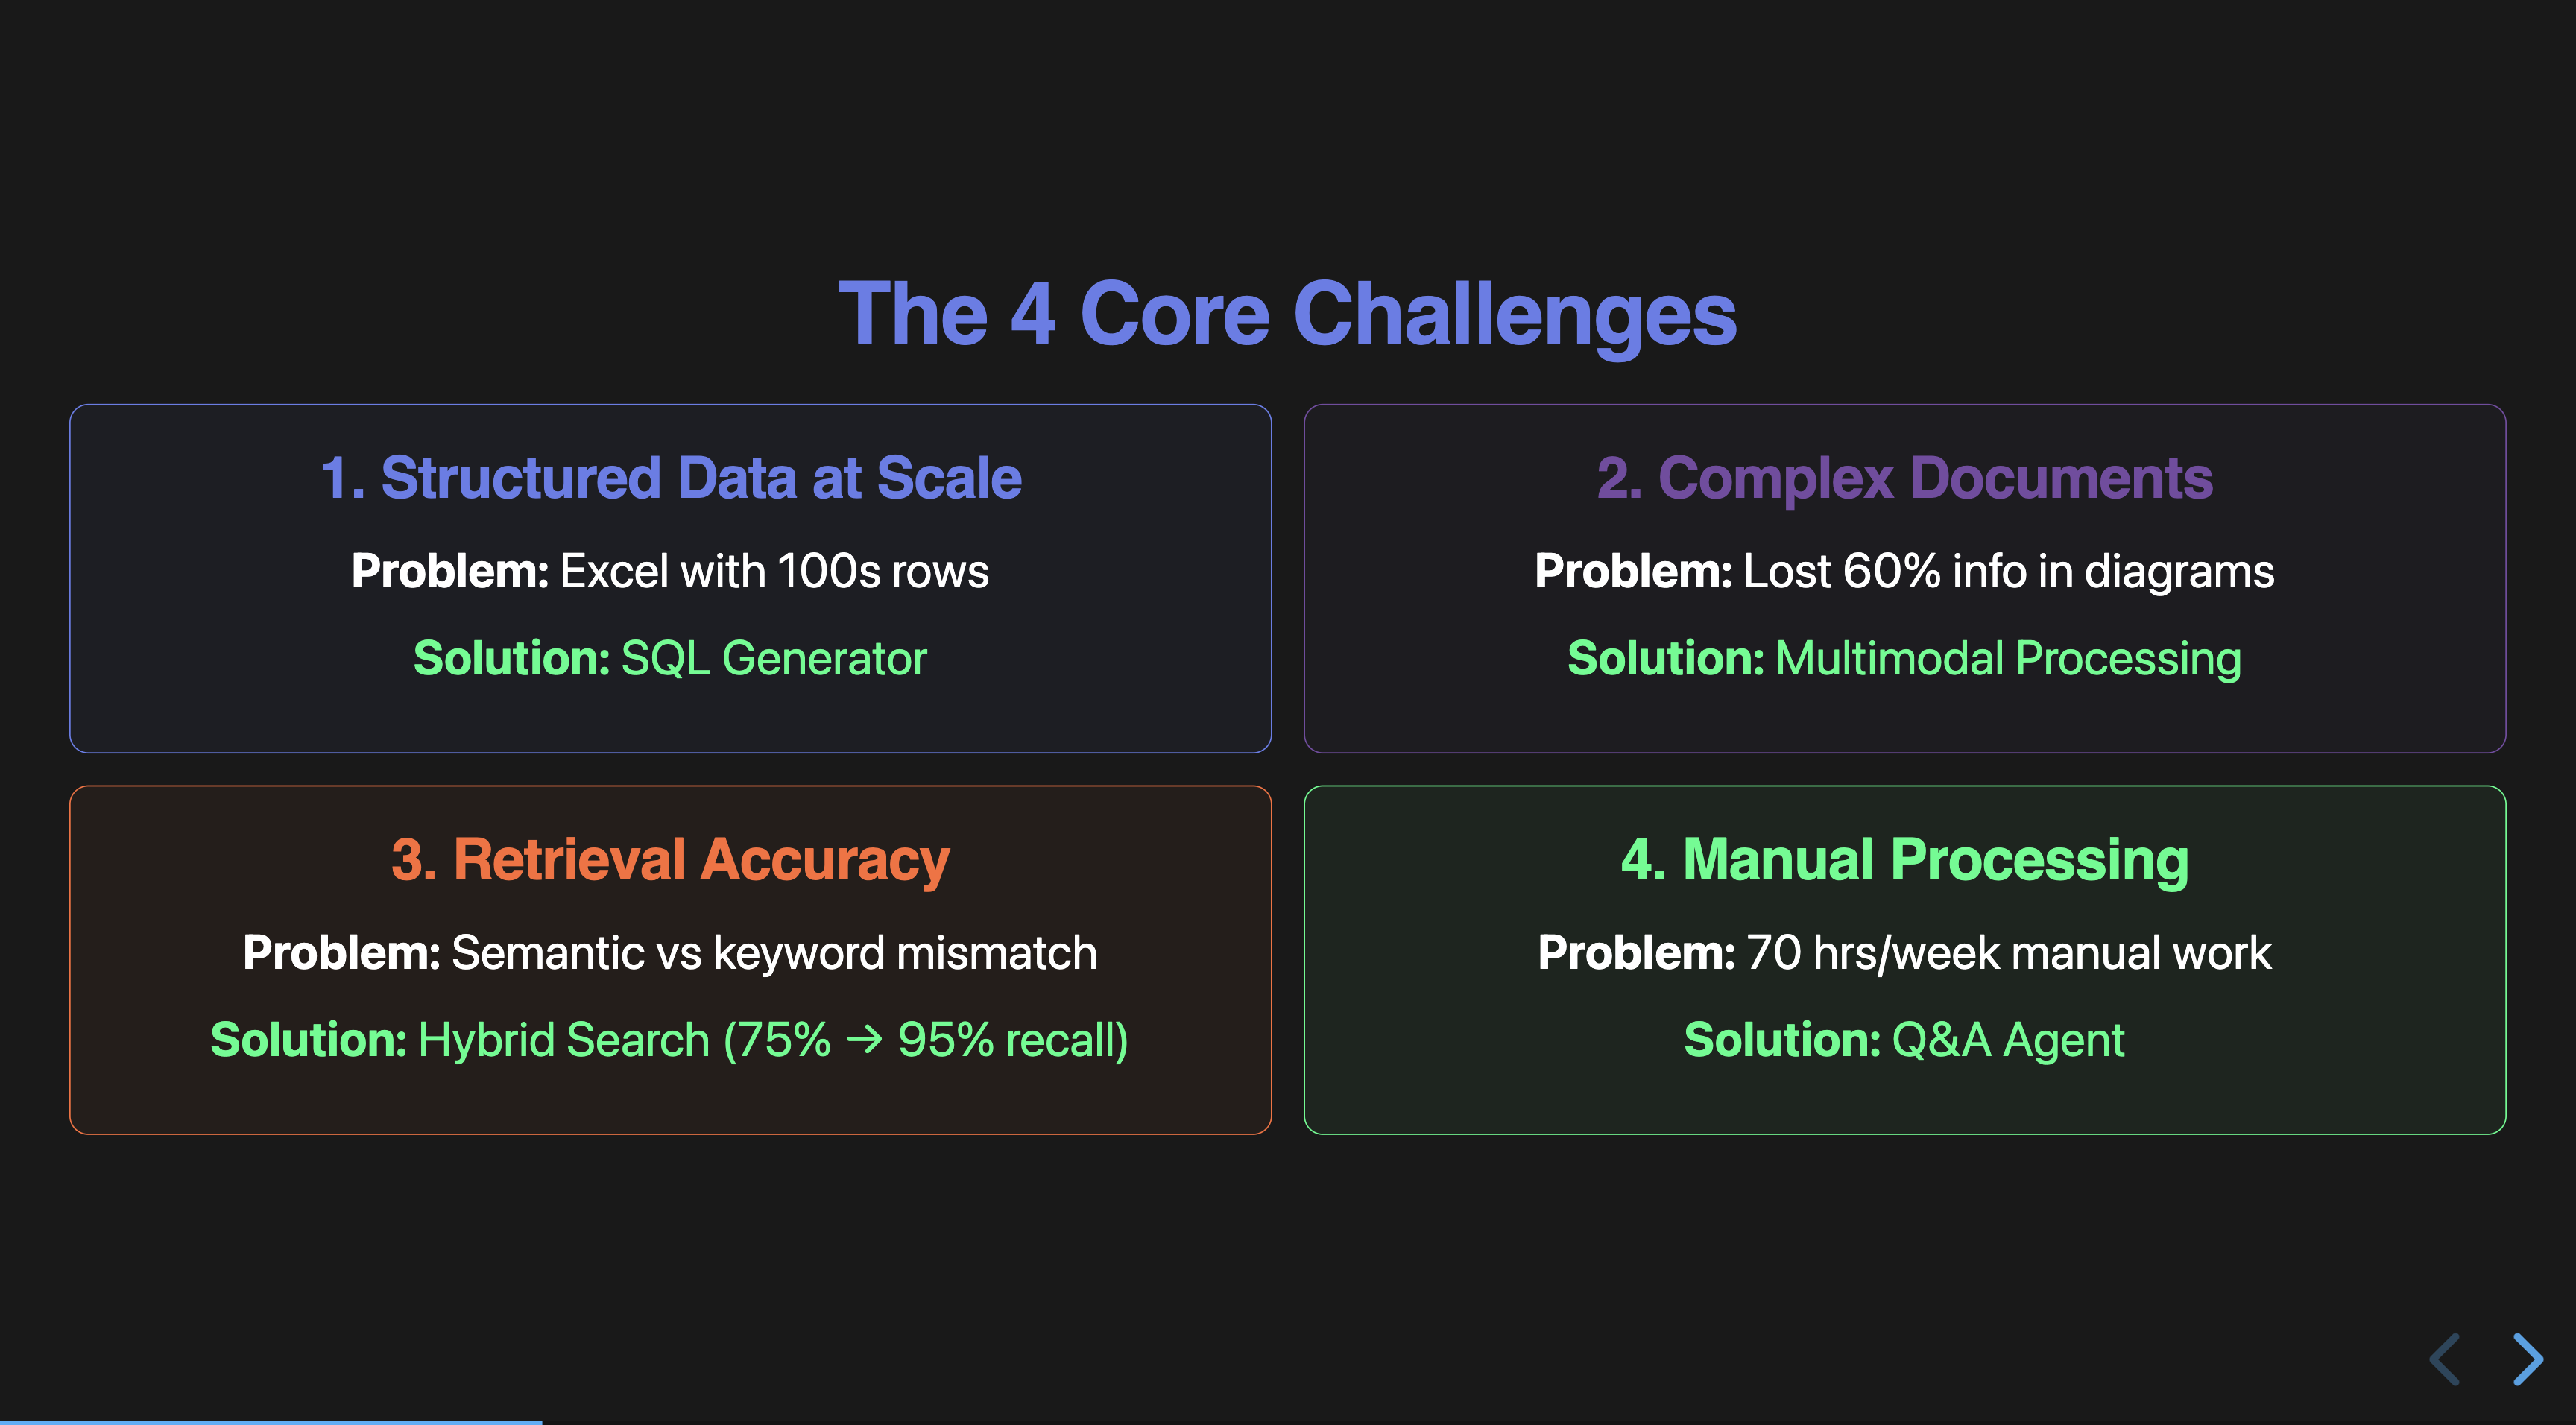 The 4 Core Challenges
1. Structured Data at Scale
Problem: Excel with 100s rows
Solution: SQL Generator
2. Complex Documents
Problem: Lost 60% info in diagrams
Solution: Multimodal Processing
3. Retrieval Accuracy
Problem: Semantic vs keyword mismatch
Solution: Hybrid Search (75% → 95% recall)
4. Manual Processing
Problem: 70 hrs/week manual work
Solution: Q&A Agent